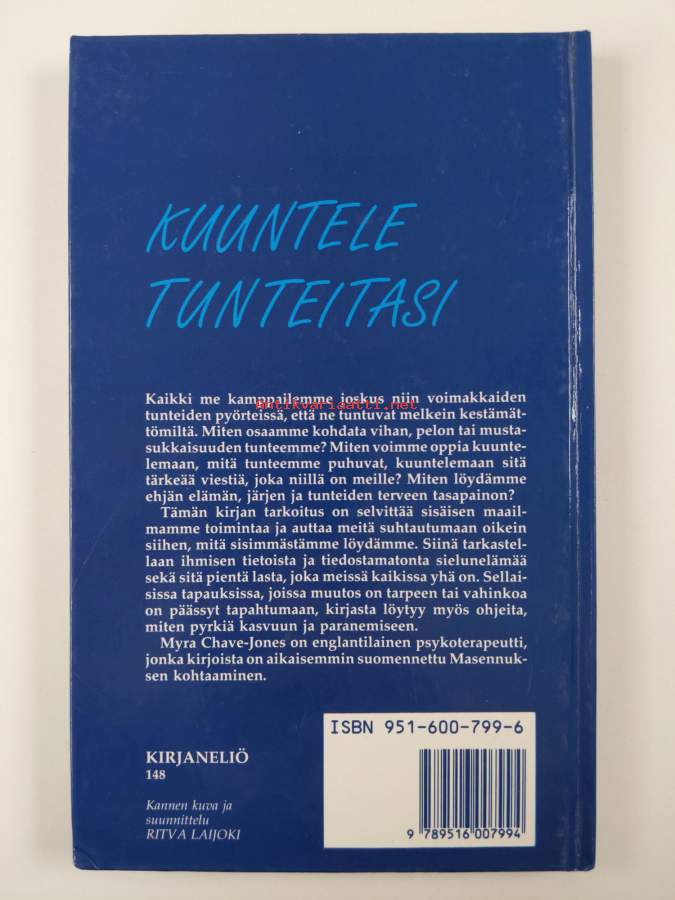 KUUNTELE
TUNTEITASI
Kaikki me kamppailemme joskus niin voimakkaiden
Antikvariaatti.net
tunteiden pyörteissä, että ne tuntuvat melkein kestämät-
tömiltä. Miten osaamme kohdata vihan, pelon tai musta-
sukkaisuuden tunteemme? Miten voimme oppia kuunte-
lemaan, mitä tunteemme puhuvat, kuuntelemaan sitä
tärkeää viestiä, joka niillä on meille? Miten löydämme
ehjän elämän, järjen ja tunteiden terveen tasapainon?
Tämän kirjan tarkoitus on selvittää sisäisen maail-
mamme toimintaa ja auttaa meitä suhtautumaan oikein
siihen, mitä sisimmästämme löydämme. Siinä tarkastel-
laan ihmisen tietoista ja tiedostamatonta sielunelämää
sekä sitä pientä lasta, joka meissä kaikissa yhä on. Sellai-
sissa tapauksissa, joissa muutos on tarpeen tai vahinkoa
on päässyt tapahtumaan, kirjasta löytyy myös ohjeita,
miten pyrkiä kasvuun ja paranemiseen.
Myra Chave-Jones on englantilainen psykoterapeutti,
jonka kirjoista on aikaisemmin suomennettu Masennuk-
sen kohtaaminen.
ISBN 951-600-799-6
KIRJANELIÖ
148
Kannen kuva ja
suunnittelu
RITVA LAIJOKI
9 789516 007994